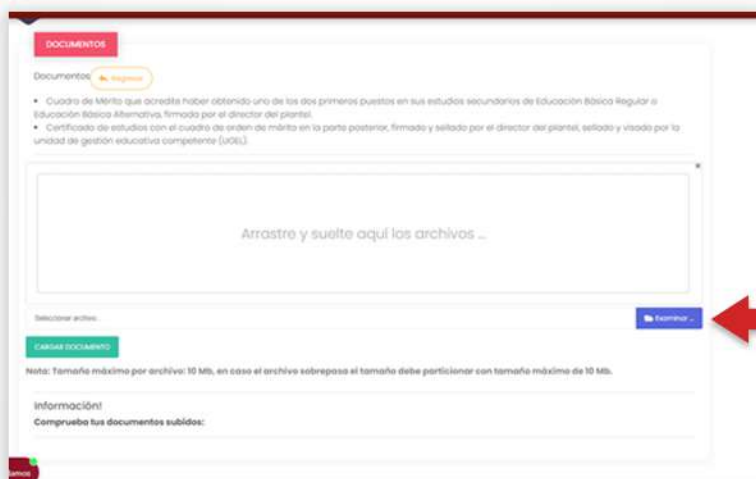 DOCUMENTOS
Documentos Regresar
• Cuadro de Mérito que acredita haber obtenido uno de los dos primeros puestos en sus estudios secundarios de Educación Básica Regular o
Educación Básica Alternativa, firmada por el director del plantel.
• Certificado de estudios con el cuadro de orden de mérito en la parte posterior, firmado y sellado por el director del plantel, sellado y visado por la
unidad de gestión educativa competente (UGEL).
×
Arrastre y suelte aquí los archivos …
Seleccionar archivo...
Examinar …
CARGAR DOCUMENTO
Nota: Tamaño máximo por archivo: 10 Mb, en caso el archivo sobrepasa el tamaño debe particionar con tamaño máximo de 10 Mb.
Información!
Comprueba tus documentos subidos: